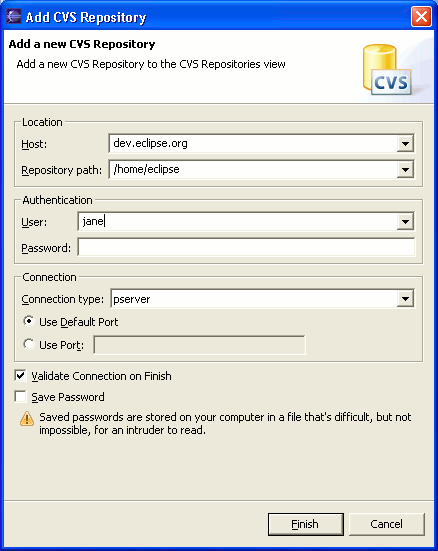 Add CVS Repository
Add a new CVS Repository
Add a new CVS Repository to the CVS Repositories view
CVS
Location
Host: dev.eclipse.org
Repository path: /home/eclipse
Authentication
User: jane
Password:
Connection
Connection type: pserver
Use Default Port
Use Port:
Validate Connection on Finish
Save Password
Saved passwords are stored on your computer in a file that's difficult, but not
impossible, for an intruder to read.
Finish Cancel